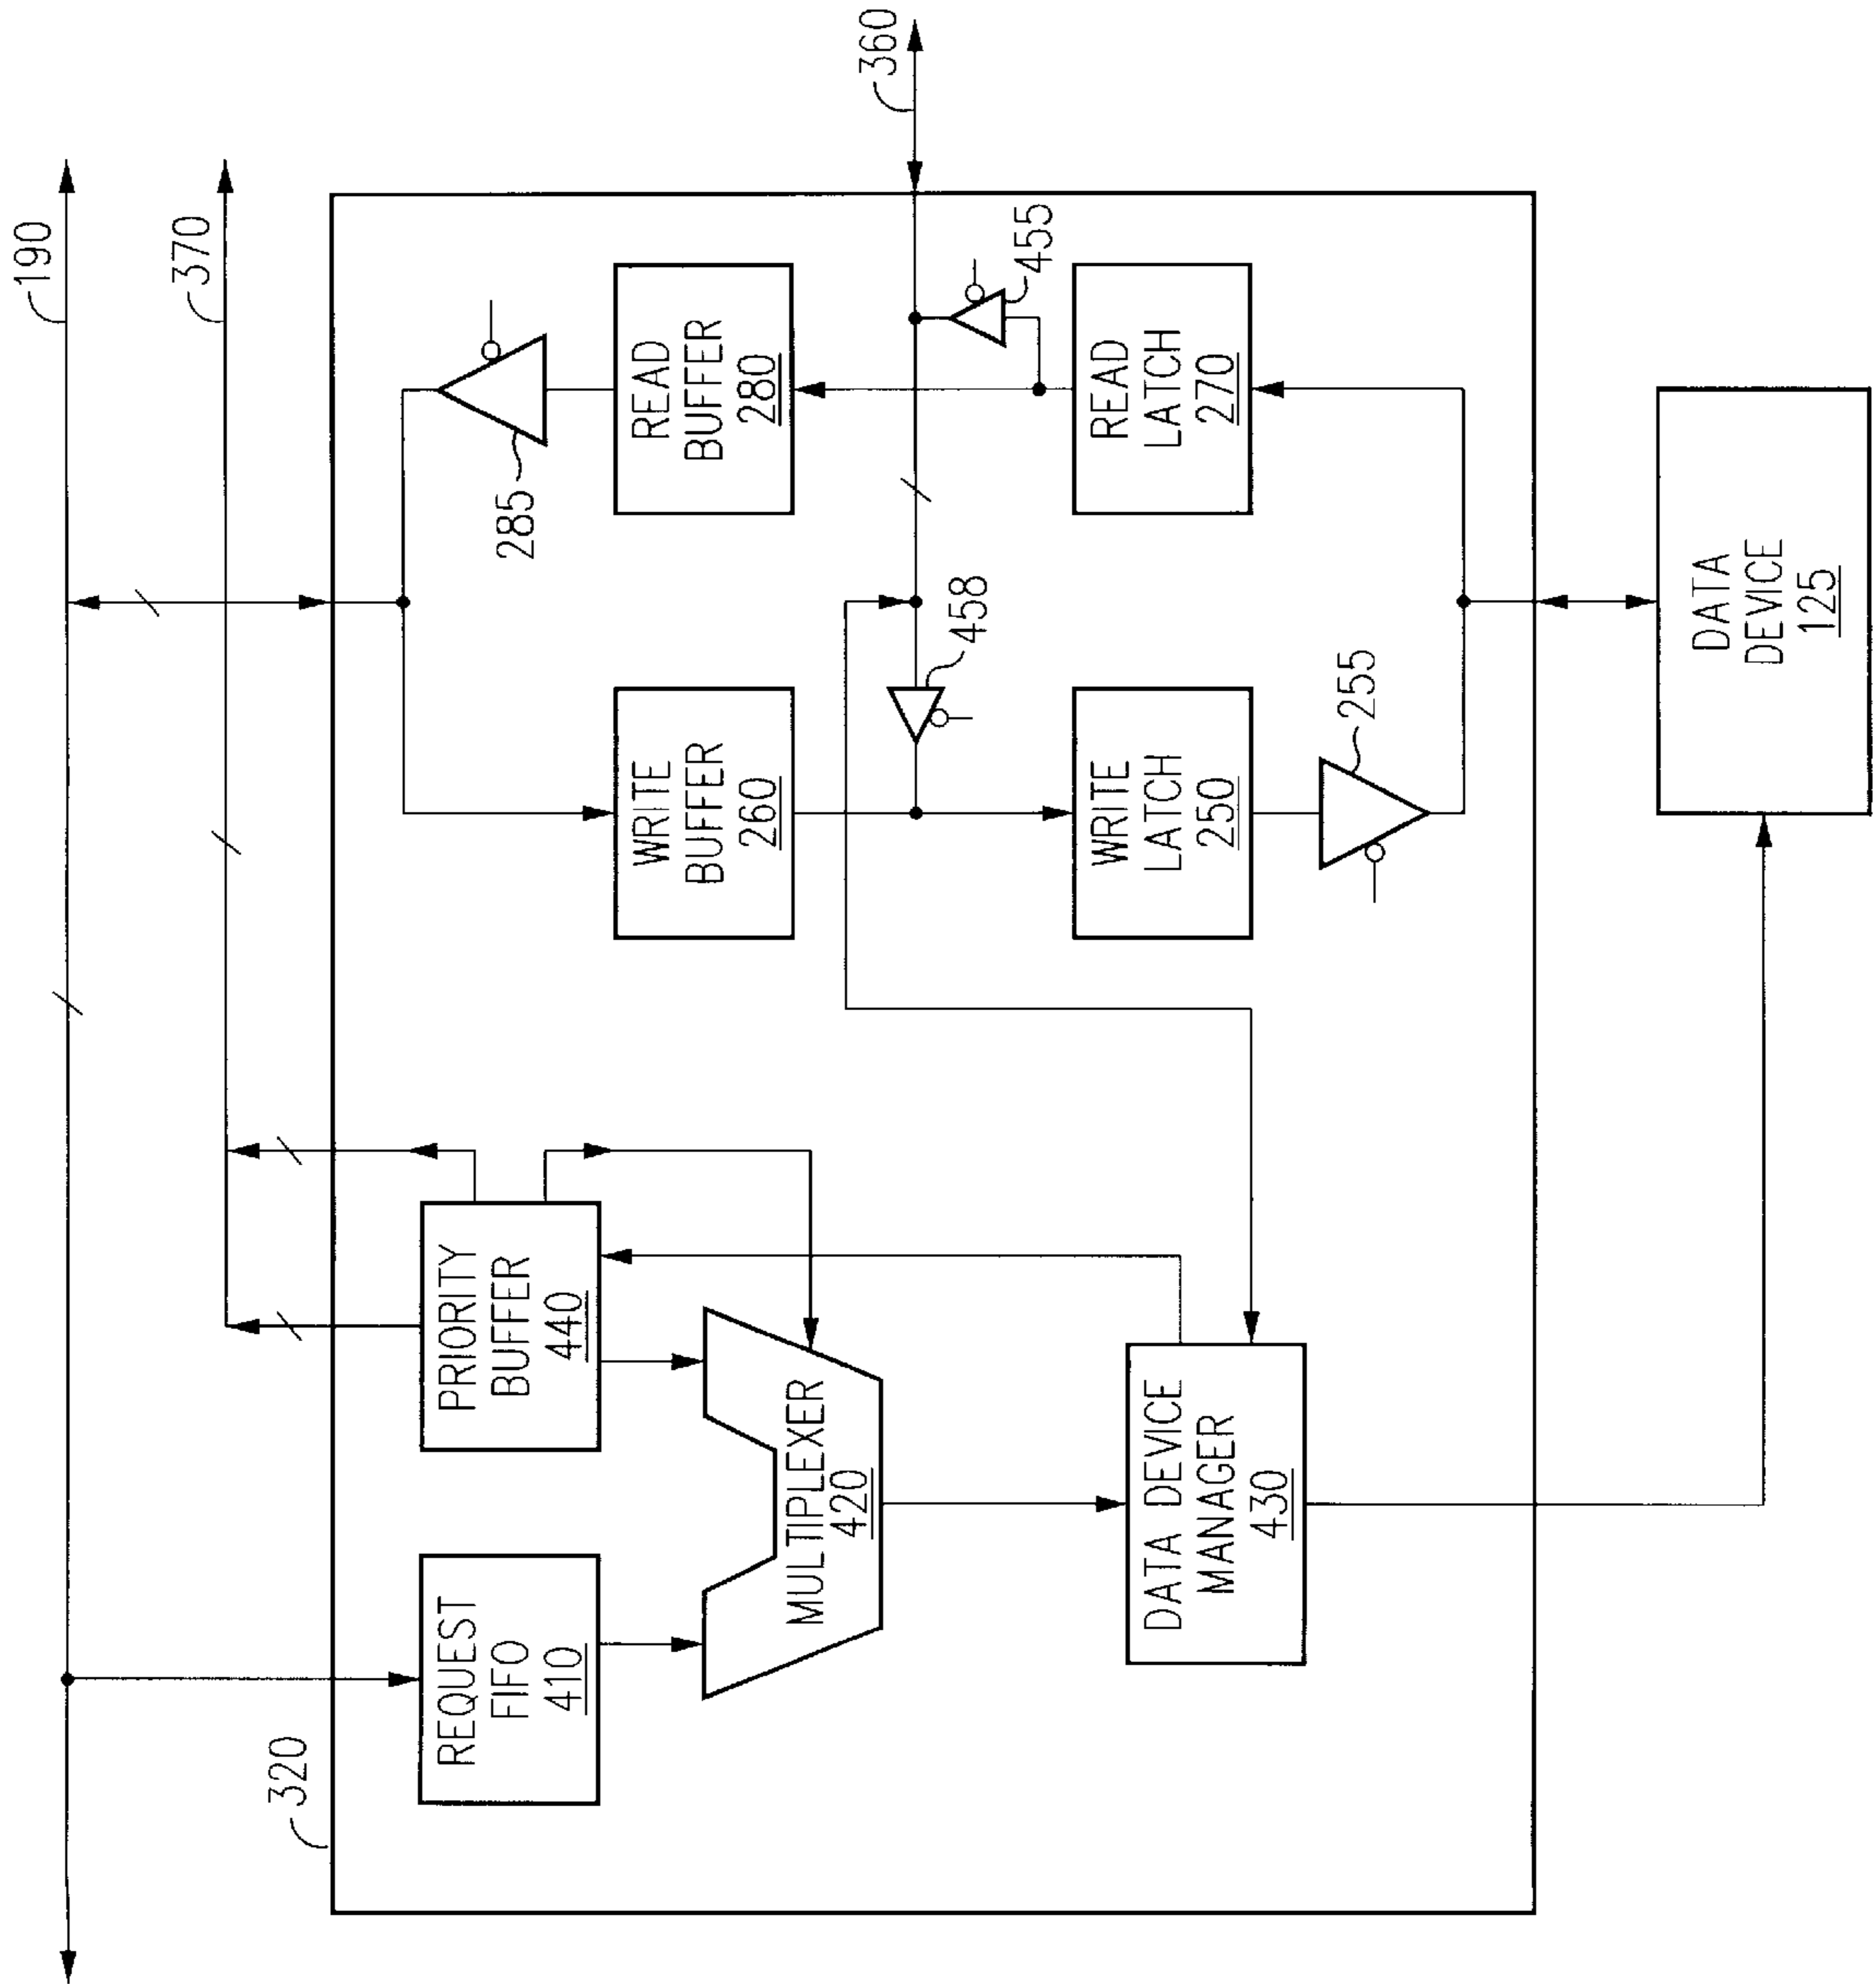 190
370
320
REQUEST
FIFO
410
PRIORITY
BUFFER
440
WRITE
BUFFER
260
READ
BUFFER
280
285
360
MULTIPLEXER
420
458
455
DATA DEVICE
MANAGER
430
WRITE
LATCH
250
READ
LATCH
270
255
DATA
DEVICE
125